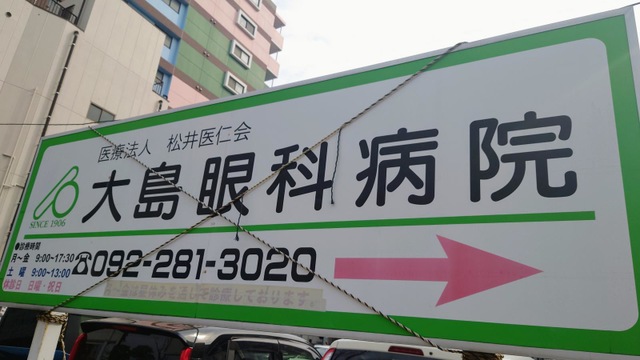 医療法人 松井医仁会
大島眼科病院
SINCE 1906
●診療時間
月~金 9:00~17:30
土 曜 9:00~13:00
休診日 日曜・祝日
☎092-281-3020